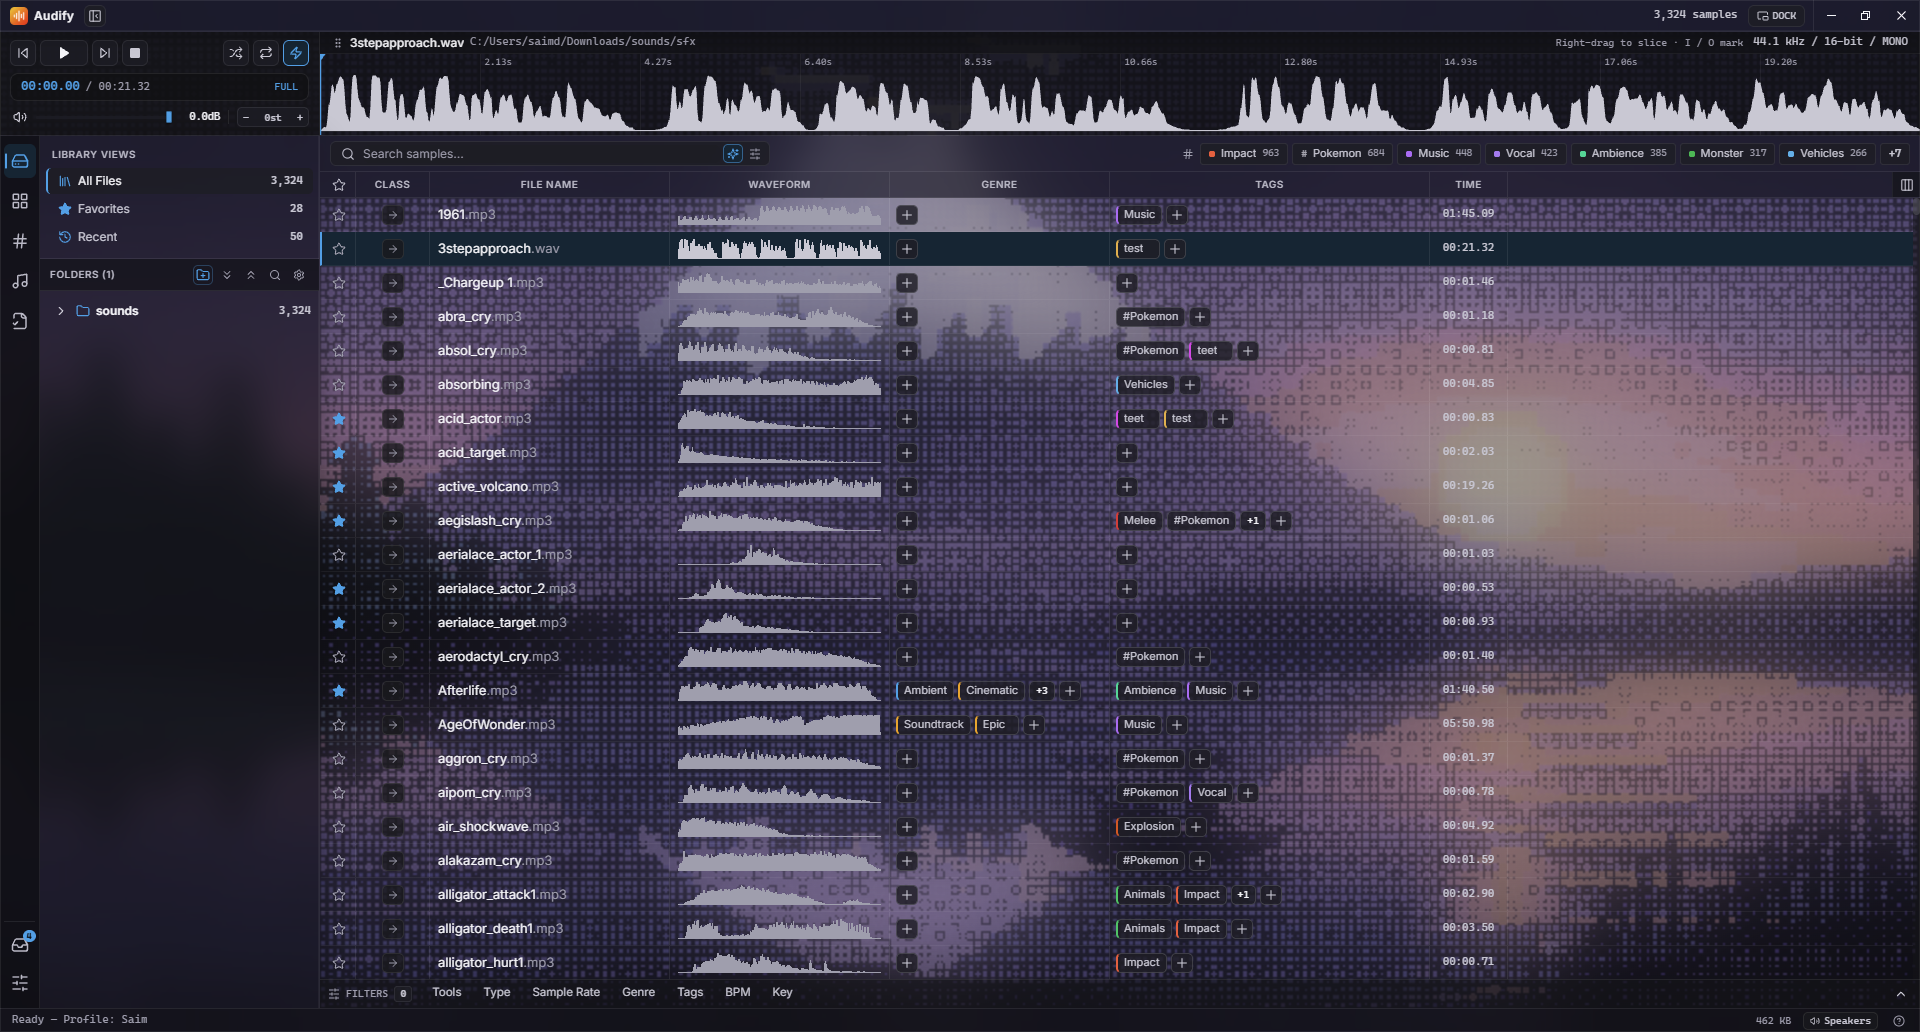 Audify
3,324 samples
DOCK
3stepapproach.wav C:/Users/saimd/Downloads/sounds/sfx
Right-drag to slice · I / O mark 44.1 kHz / 16-bit / MONO
2.13s 4.27s 6.40s 8.53s 10.66s 12.80s 14.93s 17.06s 19.20s
00:00.00 / 00:21.32 FULL
0.0dB − 0st +
LIBRARY VIEWS
All Files 3,324
Favorites 28
Recent 50
FOLDERS (1)
sounds 3,324
4
Search samples...
# Impact 963 # Pokemon 684 Music 448 Vocal 423 Ambience 385 Monster 317 Vehicles 266 +7
CLASS FILE NAME WAVEFORM GENRE TAGS TIME
1961.mp3 + Music + 01:45.09
3stepapproach.wav + test + 00:21.32
_Chargeup 1.mp3 + + 00:01.46
abra_cry.mp3 + #Pokemon + 00:01.18
absol_cry.mp3 + #Pokemon teet + 00:00.81
absorbing.mp3 + Vehicles + 00:04.85
acid_actor.mp3 + teet test + 00:00.83
acid_target.mp3 + + 00:02.03
active_volcano.mp3 + + 00:19.26
aegislash_cry.mp3 + Melee #Pokemon +1 + 00:01.06
aerialace_actor_1.mp3 + + 00:01.03
aerialace_actor_2.mp3 + + 00:00.53
aerialace_target.mp3 + + 00:00.93
aerodactyl_cry.mp3 + #Pokemon + 00:01.40
Afterlife.mp3 Ambient Cinematic +3 + Ambience Music + 01:40.50
AgeOfWonder.mp3 Soundtrack Epic + Music + 05:50.98
aggron_cry.mp3 + #Pokemon + 00:01.37
aipom_cry.mp3 + #Pokemon Vocal + 00:00.78
air_shockwave.mp3 + Explosion + 00:04.92
alakazam_cry.mp3 + #Pokemon + 00:01.59
alligator_attack1.mp3 + Animals Impact +1 + 00:02.90
alligator_death1.mp3 + Animals Impact + 00:03.50
alligator_hurt1.mp3 + Impact + 00:00.71
FILTERS 0 Tools Type Sample Rate Genre Tags BPM Key
Ready — Profile: Saim
462 KB Speakers